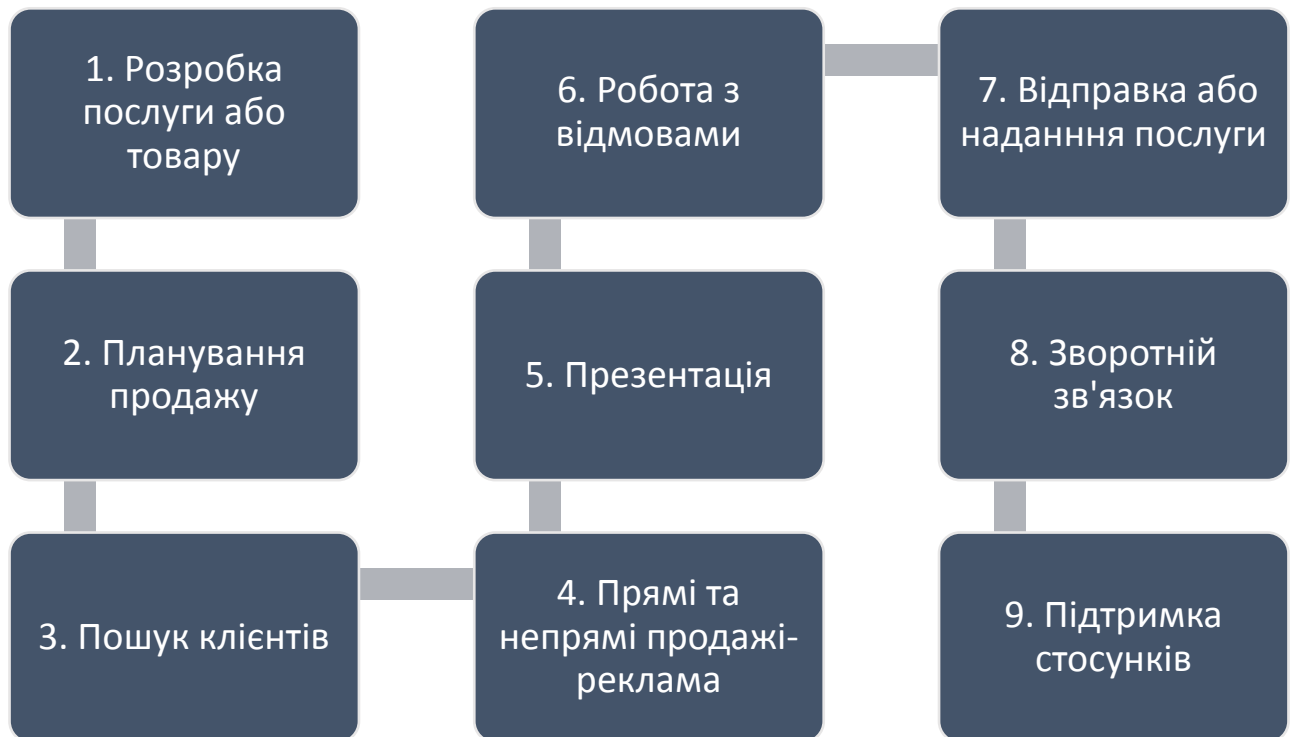 1. Розробка
послуги або
товару
2. Планування
продажу
3. Пошук клієнтів
4. Прямі та
непрямі продажі-
реклама
5. Презентація
6. Робота з
відмовами
7. Відправка або
наданння послуги
8. Зворотній
зв'язок
9. Підтримка
стосунків